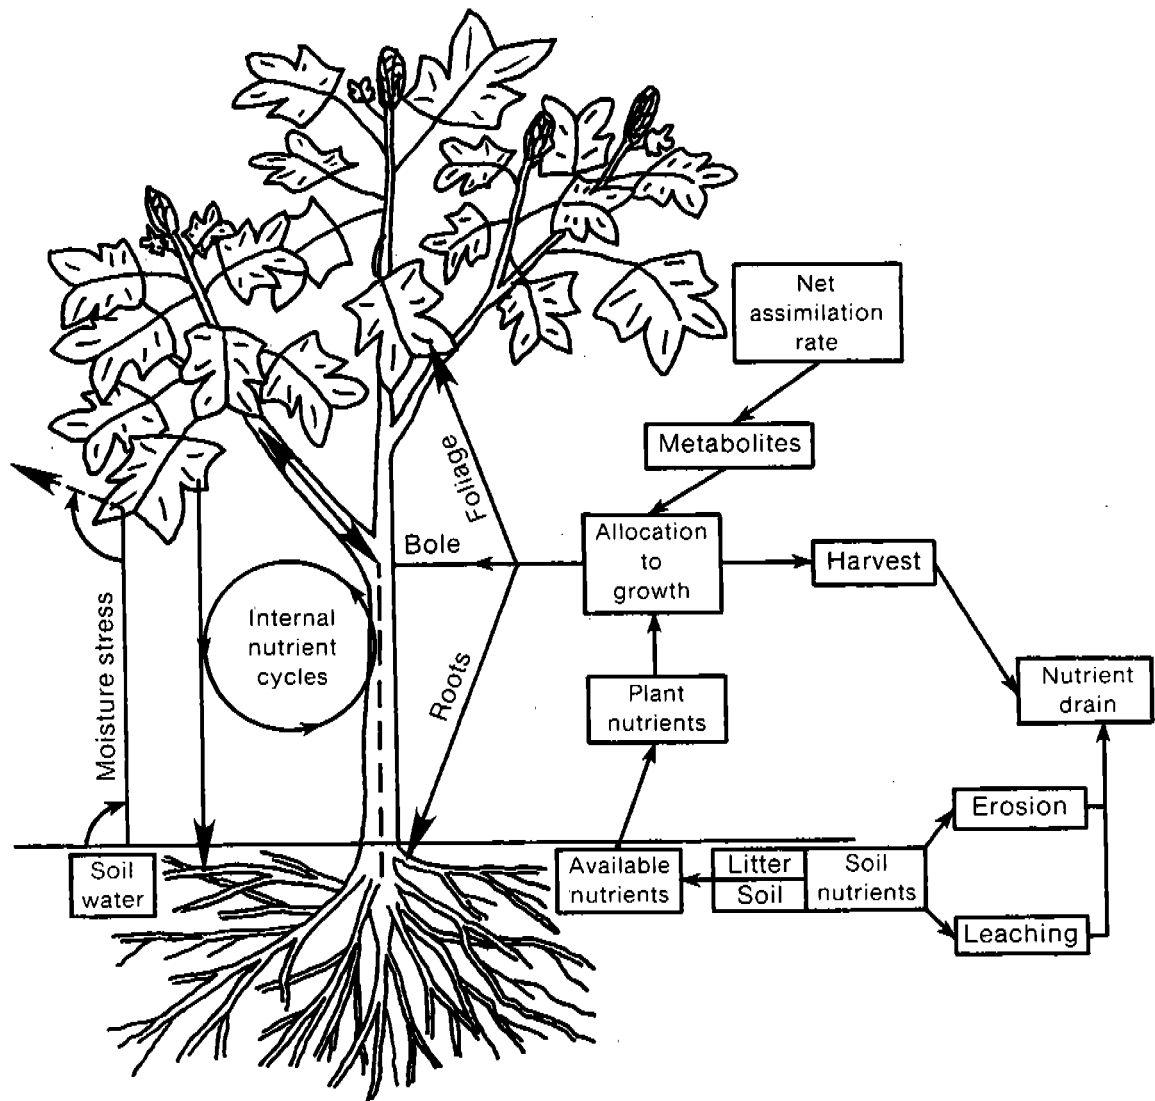 Net
assimilation
rate
Metabolites
Foliage
Bole
Allocation
to
growth
Harvest
Internal
nutrient
cycles
Moisture stress
Roots
Plant
nutrients
Nutrient
drain
Erosion
Soil
water
Available
nutrients
Litter
Soil
Soil
nutrients
Leaching